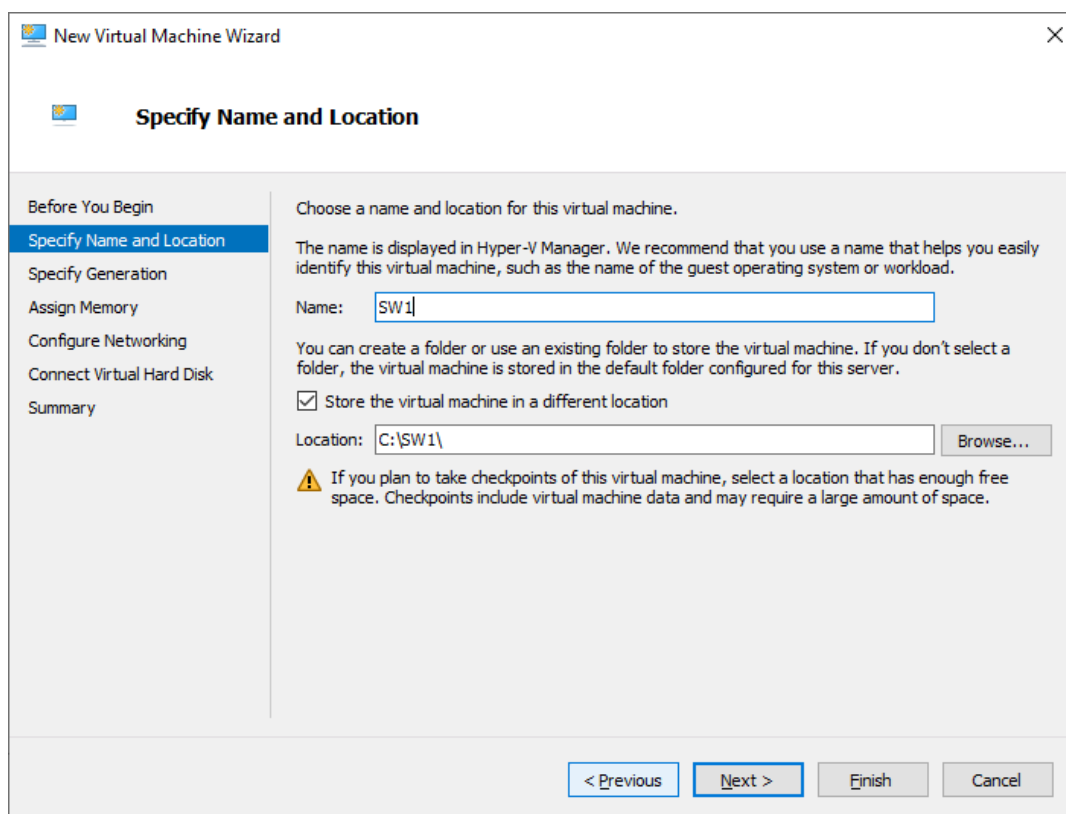 New Virtual Machine Wizard
Specify Name and Location
Before You Begin
Specify Name and Location
Specify Generation
Assign Memory
Configure Networking
Connect Virtual Hard Disk
Summary
Choose a name and location for this virtual machine.
The name is displayed in Hyper-V Manager. We recommend that you use a name that helps you easily
identify this virtual machine, such as the name of the guest operating system or workload.
Name: SW1
You can create a folder or use an existing folder to store the virtual machine. If you don't select a
folder, the virtual machine is stored in the default folder configured for this server.
Store the virtual machine in a different location
Location: C:\SW1\ Browse...
If you plan to take checkpoints of this virtual machine, select a location that has enough free
space. Checkpoints include virtual machine data and may require a large amount of space.
< Previous Next > Finish Cancel